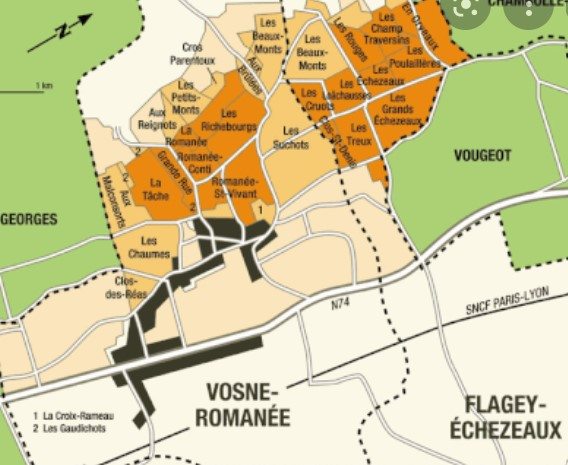 CHAMBOLLE-
N
1 km
Cros
Parentoux
Les
Beaux-
Monts
Aux
Brûlées
Les
Beaux-
Monts
Les Rouges
Les
Champ
Traversins
En Orveaux
Les
Poulaillères
Les
Échezeaux
Les
Cruots
Les
Grands
Échezeaux
Clos-St-Denis
Les
Treux
Les
Petits-
Monts
Aux
Reignots
La
Romanée
Les
Richebourgs
Romanée-
Conti
Les
Suchots
2
Grande Rue
La
Tâche
Romanée-
St-Vivant
1
2
Aux
Malconsorts
Les
Chaumes
Clos-
des-Réas
GEORGES
VOUGEOT
N74
SNCF PARIS-LYON
VOSNE-
ROMANÉE
FLAGEY-
ÉCHEZEAUX
1 La Croix-Rameau
2 Les Gaudichots